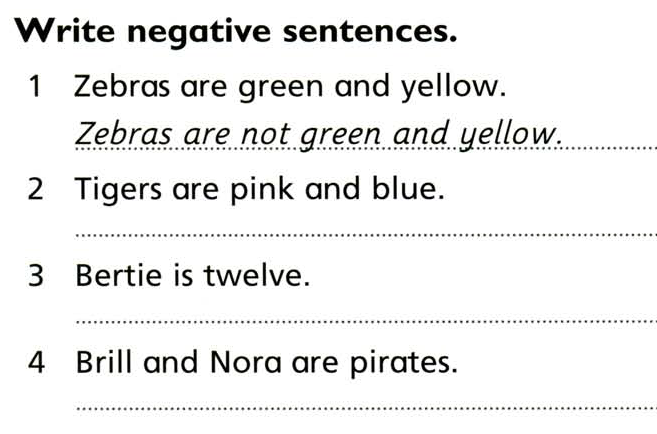 Write negative sentences.
1 Zebras are green and yellow.
Zebras are not green and yellow.
2 Tigers are pink and blue.
3 Bertie is twelve.
4 Brill and Nora are pirates.